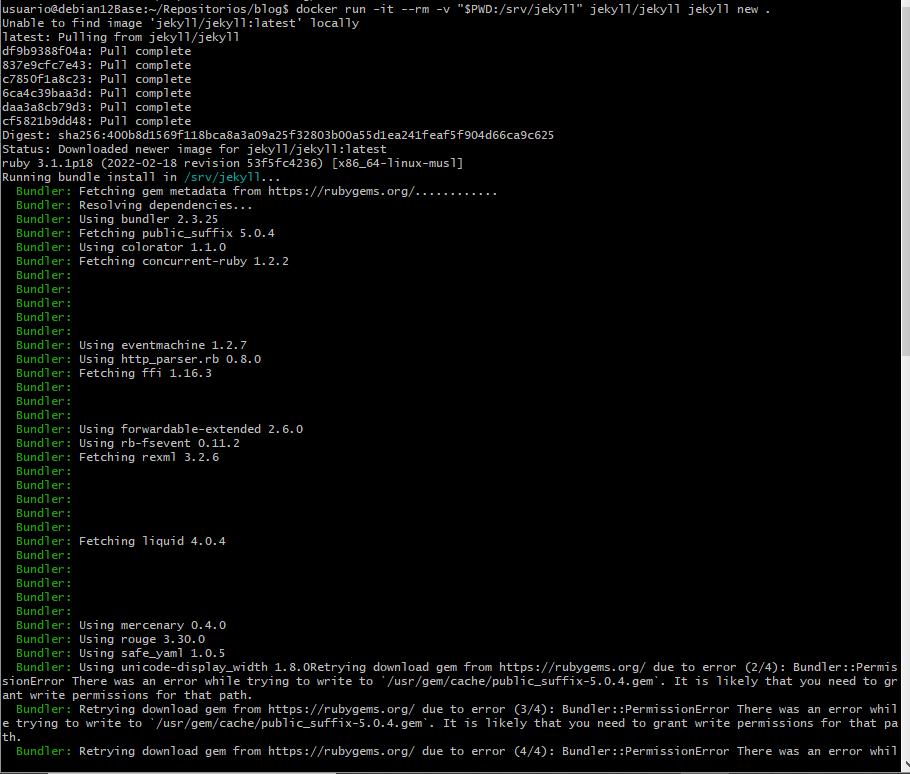 usuario@debian12Base:~/Repositorios/blog$ docker run -it --rm -v "$PWD:/srv/jekyll" jekyll/jekyll jekyll new .
Unable to find image 'jekyll/jekyll:latest' locally
latest: Pulling from jekyll/jekyll
df9b9388f04a: Pull complete
837e9cfc7e43: Pull complete
c7850f1a8c23: Pull complete
6ca4c39baa3d: Pull complete
daa3a8cb79d3: Pull complete
cf5821b9dd48: Pull complete
Digest: sha256:400b8d1569f118bca8a3a09a25f32803b00a55d1ea241feaf5f904d66ca9c625
Status: Downloaded newer image for jekyll/jekyll:latest
ruby 3.1.1p18 (2022-02-18 revision 53f5fc4236) [x86_64-linux-musl]
Running bundle install in /srv/jekyll...
  Bundler: Fetching gem metadata from https://rubygems.org/............
  Bundler: Resolving dependencies...
  Bundler: Using bundler 2.3.25
  Bundler: Fetching public_suffix 5.0.4
  Bundler: Using colorator 1.1.0
  Bundler: Fetching concurrent-ruby 1.2.2
  Bundler:
  Bundler:
  Bundler:
  Bundler:
  Bundler:
  Bundler: Using eventmachine 1.2.7
  Bundler: Using http_parser.rb 0.8.0
  Bundler: Fetching ffi 1.16.3
  Bundler:
  Bundler:
  Bundler:
  Bundler: Using forwardable-extended 2.6.0
  Bundler: Using rb-fsevent 0.11.2
  Bundler: Fetching rexml 3.2.6
  Bundler:
  Bundler:
  Bundler:
  Bundler:
  Bundler:
  Bundler: Fetching liquid 4.0.4
  Bundler:
  Bundler:
  Bundler:
  Bundler:
  Bundler:
  Bundler: Using mercenary 0.4.0
  Bundler: Using rouge 3.30.0
  Bundler: Using safe_yaml 1.0.5
  Bundler: Using unicode-display_width 1.8.0Retrying download gem from https://rubygems.org/ due to error (2/4): Bundler::Permis
sionError There was an error while trying to write to `/usr/gem/cache/public_suffix-5.0.4.gem`. It is likely that you need to gr
ant write permissions for that path.
  Bundler: Retrying download gem from https://rubygems.org/ due to error (3/4): Bundler::PermissionError There was an error whil
e trying to write to `/usr/gem/cache/public_suffix-5.0.4.gem`. It is likely that you need to grant write permissions for that pa
th.
  Bundler: Retrying download gem from https://rubygems.org/ due to error (4/4): Bundler::PermissionError There was an error whil